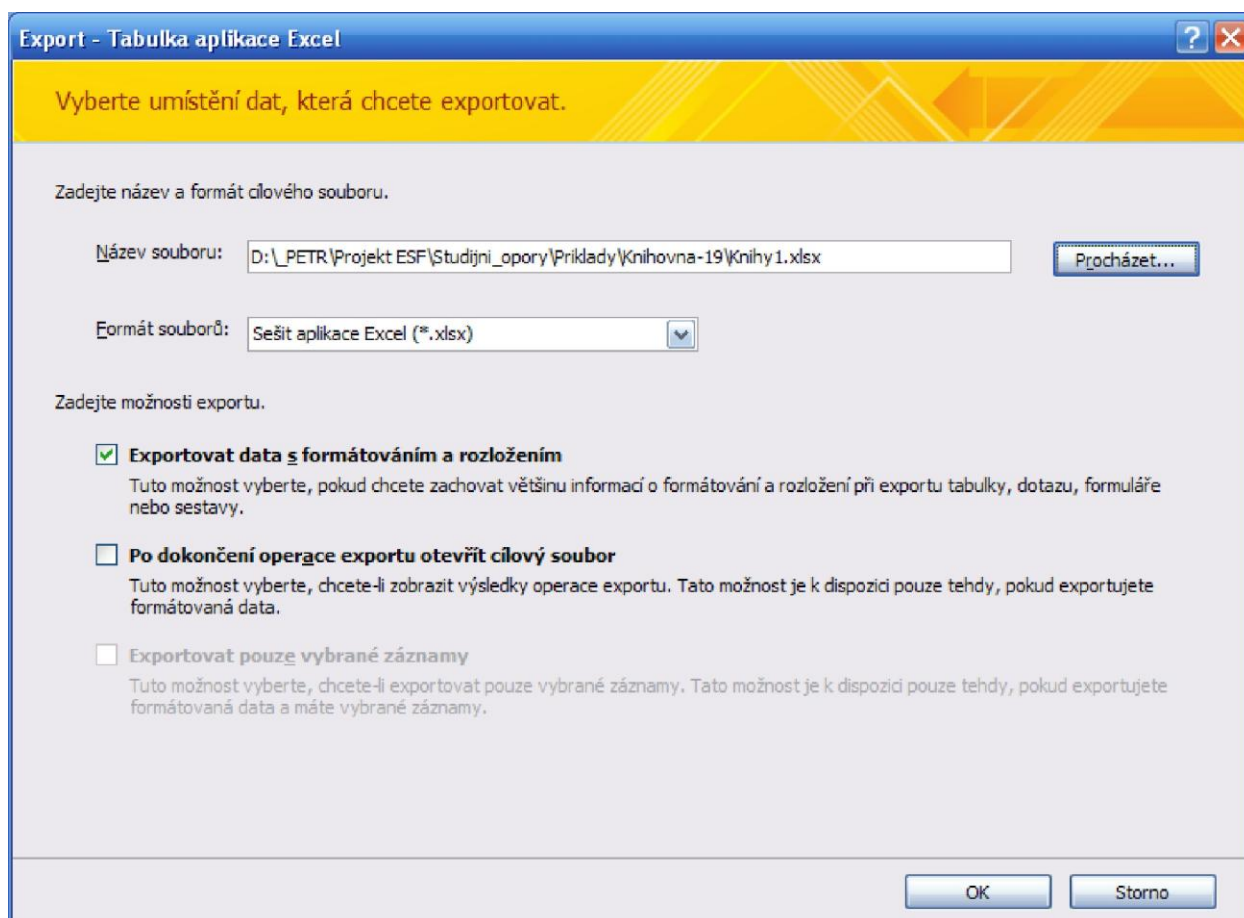 Export - Tabulka aplikace Excel
Vyberte umístění dat, která chcete exportovat.
Zadejte název a formát cílového souboru.
Název souboru: D:\_PETR\Projekt ESF\Studijni_opory\Priklady\Knihovna-19\Knihy1.xlsx Procházet...
Formát souborů: Sešit aplikace Excel (*.xlsx)
Zadejte možnosti exportu.
Exportovat data s formátováním a rozložením
Tuto možnost vyberte, pokud chcete zachovat většinu informací o formátování a rozložení při exportu tabulky, dotazu, formuláře
nebo sestavy.
Po dokončení operace exportu otevřít cílový soubor
Tuto možnost vyberte, chcete-li zobrazit výsledky operace exportu. Tato možnost je k dispozici pouze tehdy, pokud exportujete
formátovaná data.
Exportovat pouze vybrané záznamy
Tuto možnost vyberte, chcete-li exportovat pouze vybrané záznamy. Tato možnost je k dispozici pouze tehdy, pokud exportujete
formátovaná data a máte vybrané záznamy.
OK Storno